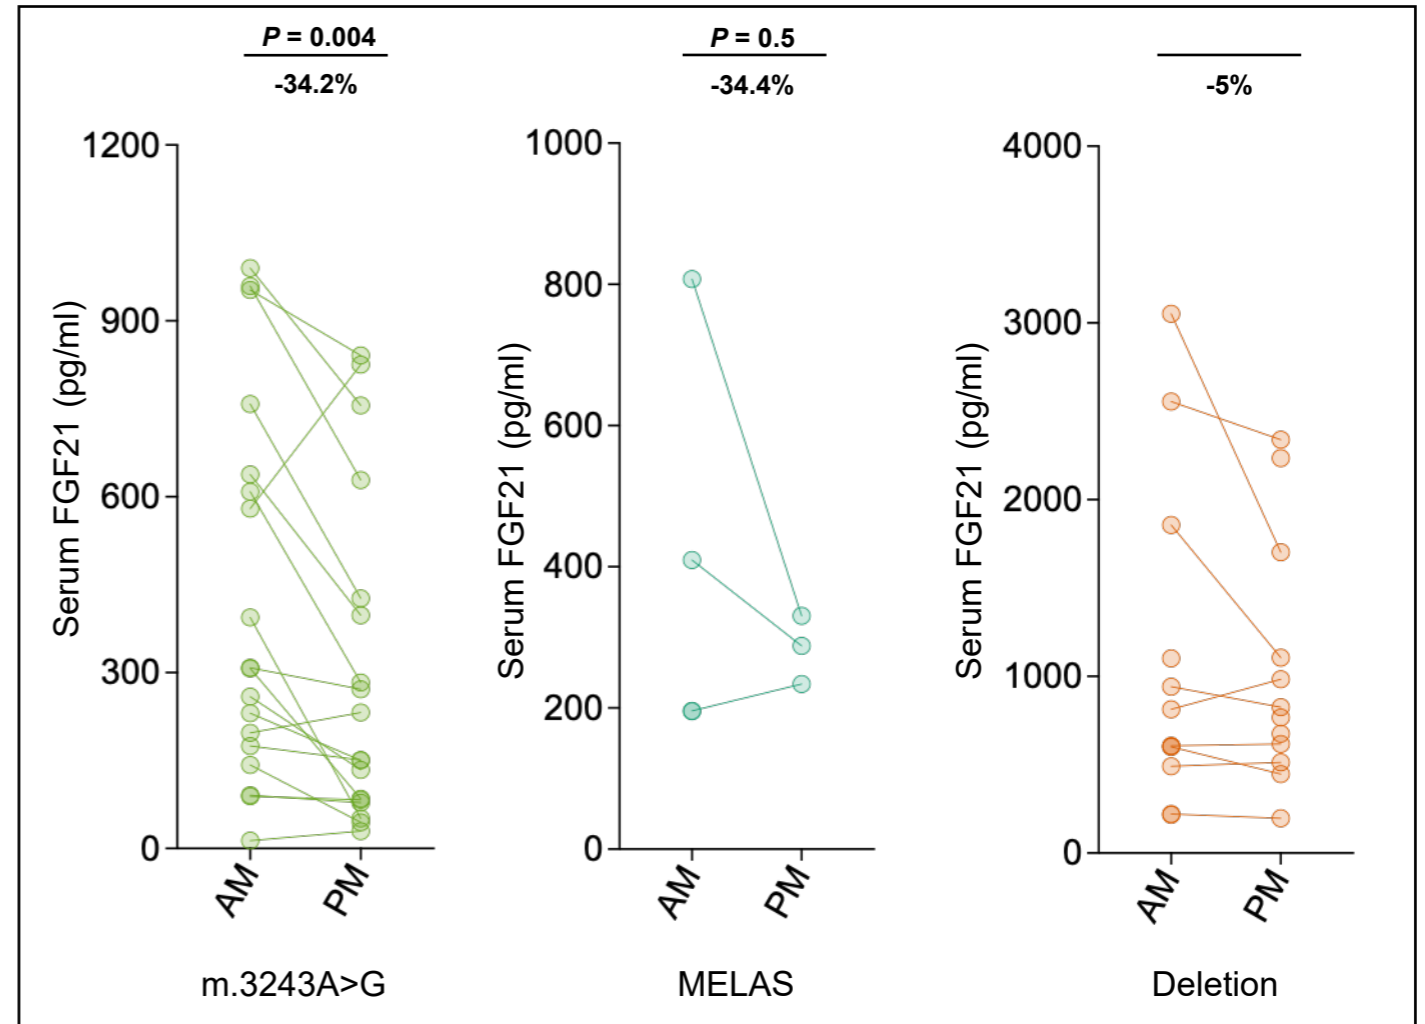 P = 0.004
-34.2%
P = 0.5
-34.4%
-5%
Serum FGF21 (pg/ml)
1200
900
600
300
0
AM
PM
m.3243A>G
Serum FGF21 (pg/ml)
1000
800
600
400
200
0
AM
PM
MELAS
Serum FGF21 (pg/ml)
4000
3000
2000
1000
0
AM
PM
Deletion